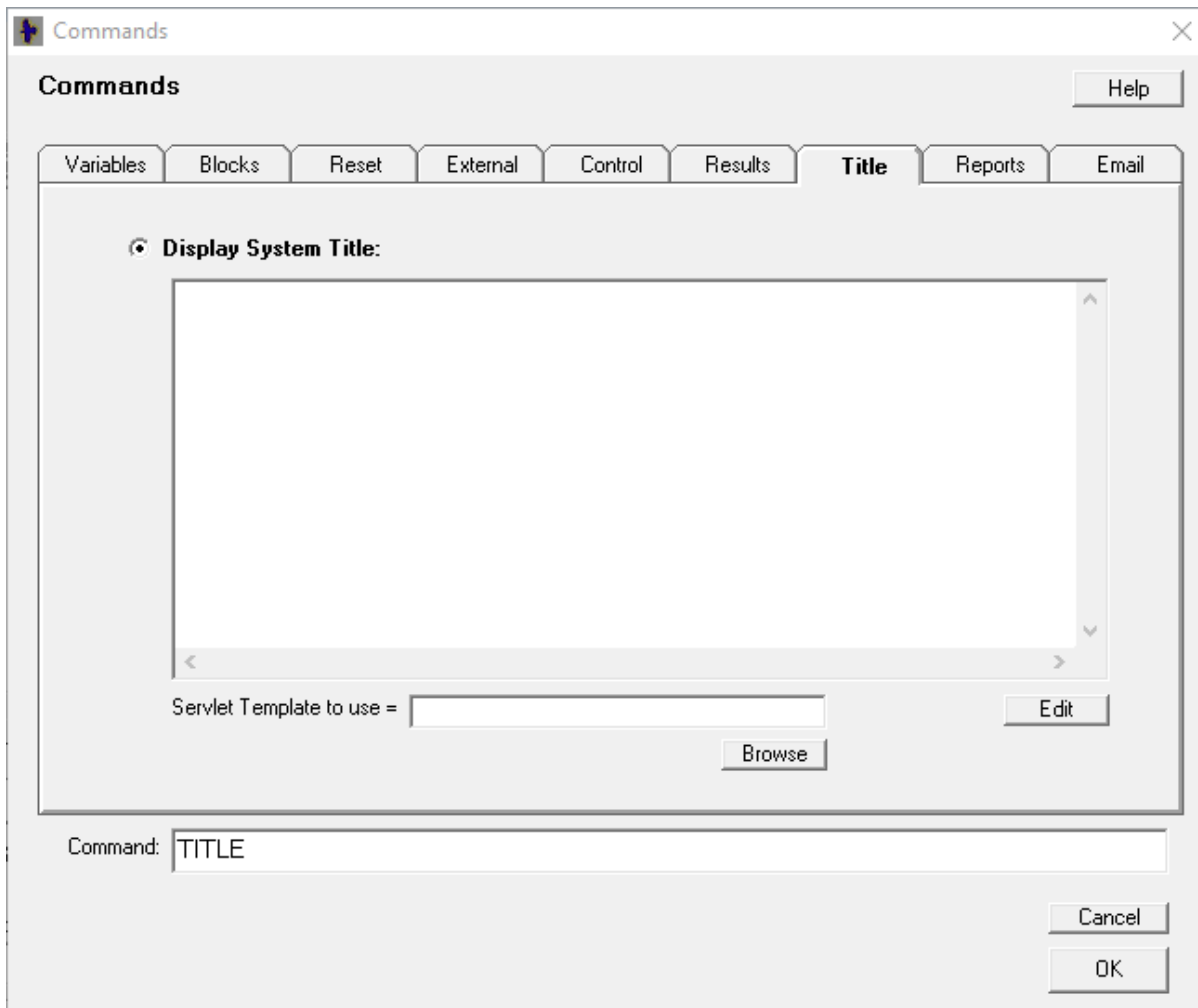 Commands
Commands
Help
Variables Blocks Reset External Control Results Title Reports Email
Display System Title:
Servlet Template to use =
Edit
Browse
Command: TITLE
Cancel
OK